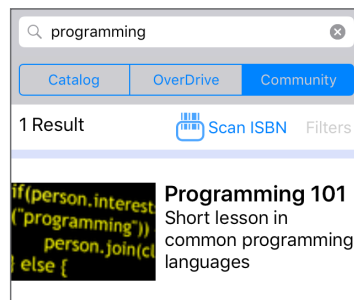 programming
Catalog OverDrive Community
1 Result Scan ISBN Filters
Programming 101
Short lesson in
common programming
languages
if(person.interest
("programming"))
person.join(cl
} else {